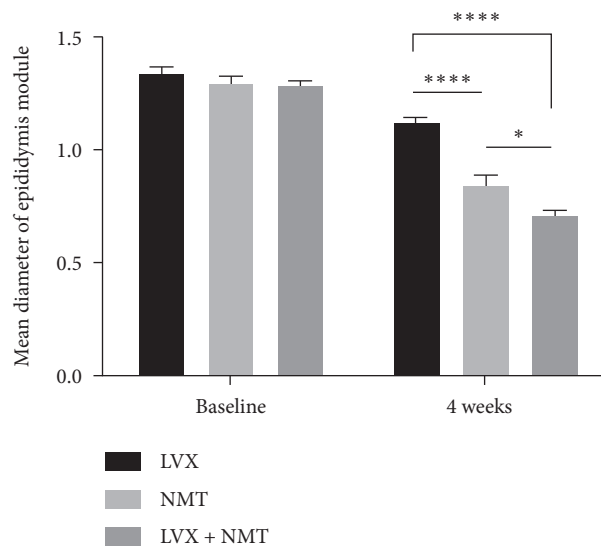 Mean diameter of epididymis module
1.5
1.0
0.5
0.0
****
****
*
Baseline
4 weeks
LVX
NMT
LVX + NMT